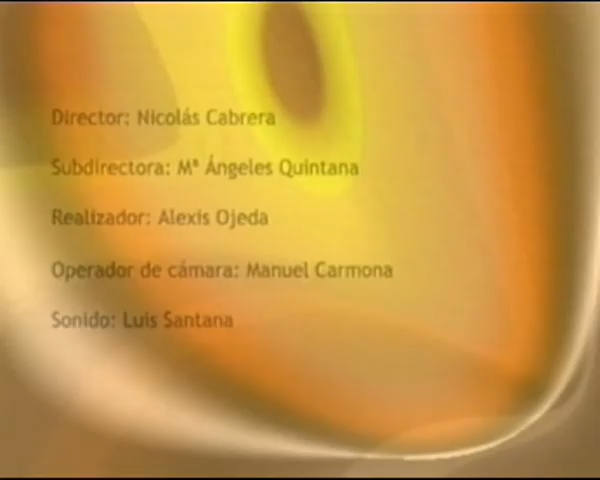 Director: Nicolás Cabrera
Subdirectora: Mª Ángeles Quintana
Realizador: Alexis Ojeda
Operador de cámara: Manuel Carmona
Sonido: Luis Santana